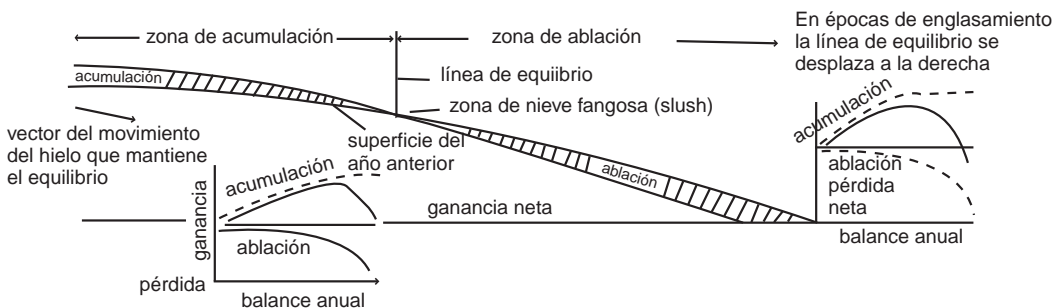 zona de acumulación
zona de ablación
En épocas de englasamiento
la línea de equilibrio se
desplaza a la derecha
acumulación
línea de equiibrio
zona de nieve fangosa (slush)
vector del movimiento
del hielo que mantiene
el equilibrio
superficie del
año anterior
ablación
acumulación
ablación
pérdida
neta
balance anual
acumulación
ganancia
ablación
ganancia neta
pérdida
balance anual